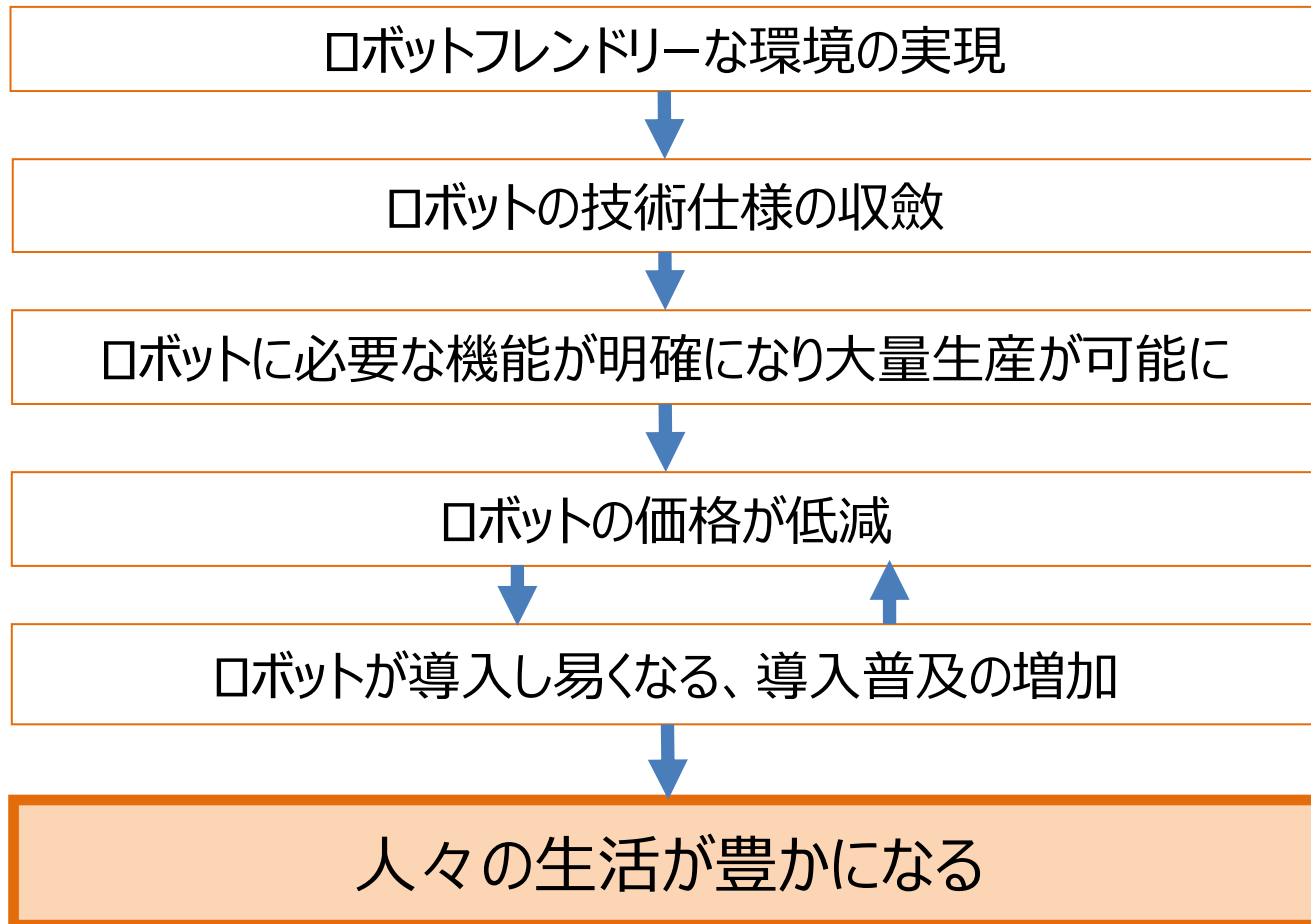 ロボットフレンドリーな環境の実現
ロボットの技術仕様の収斂
ロボットに必要な機能が明確になり大量生産が可能に
ロボットの価格が低減
ロボットが導入し易くなる、導入普及の増加
人々の生活が豊かになる